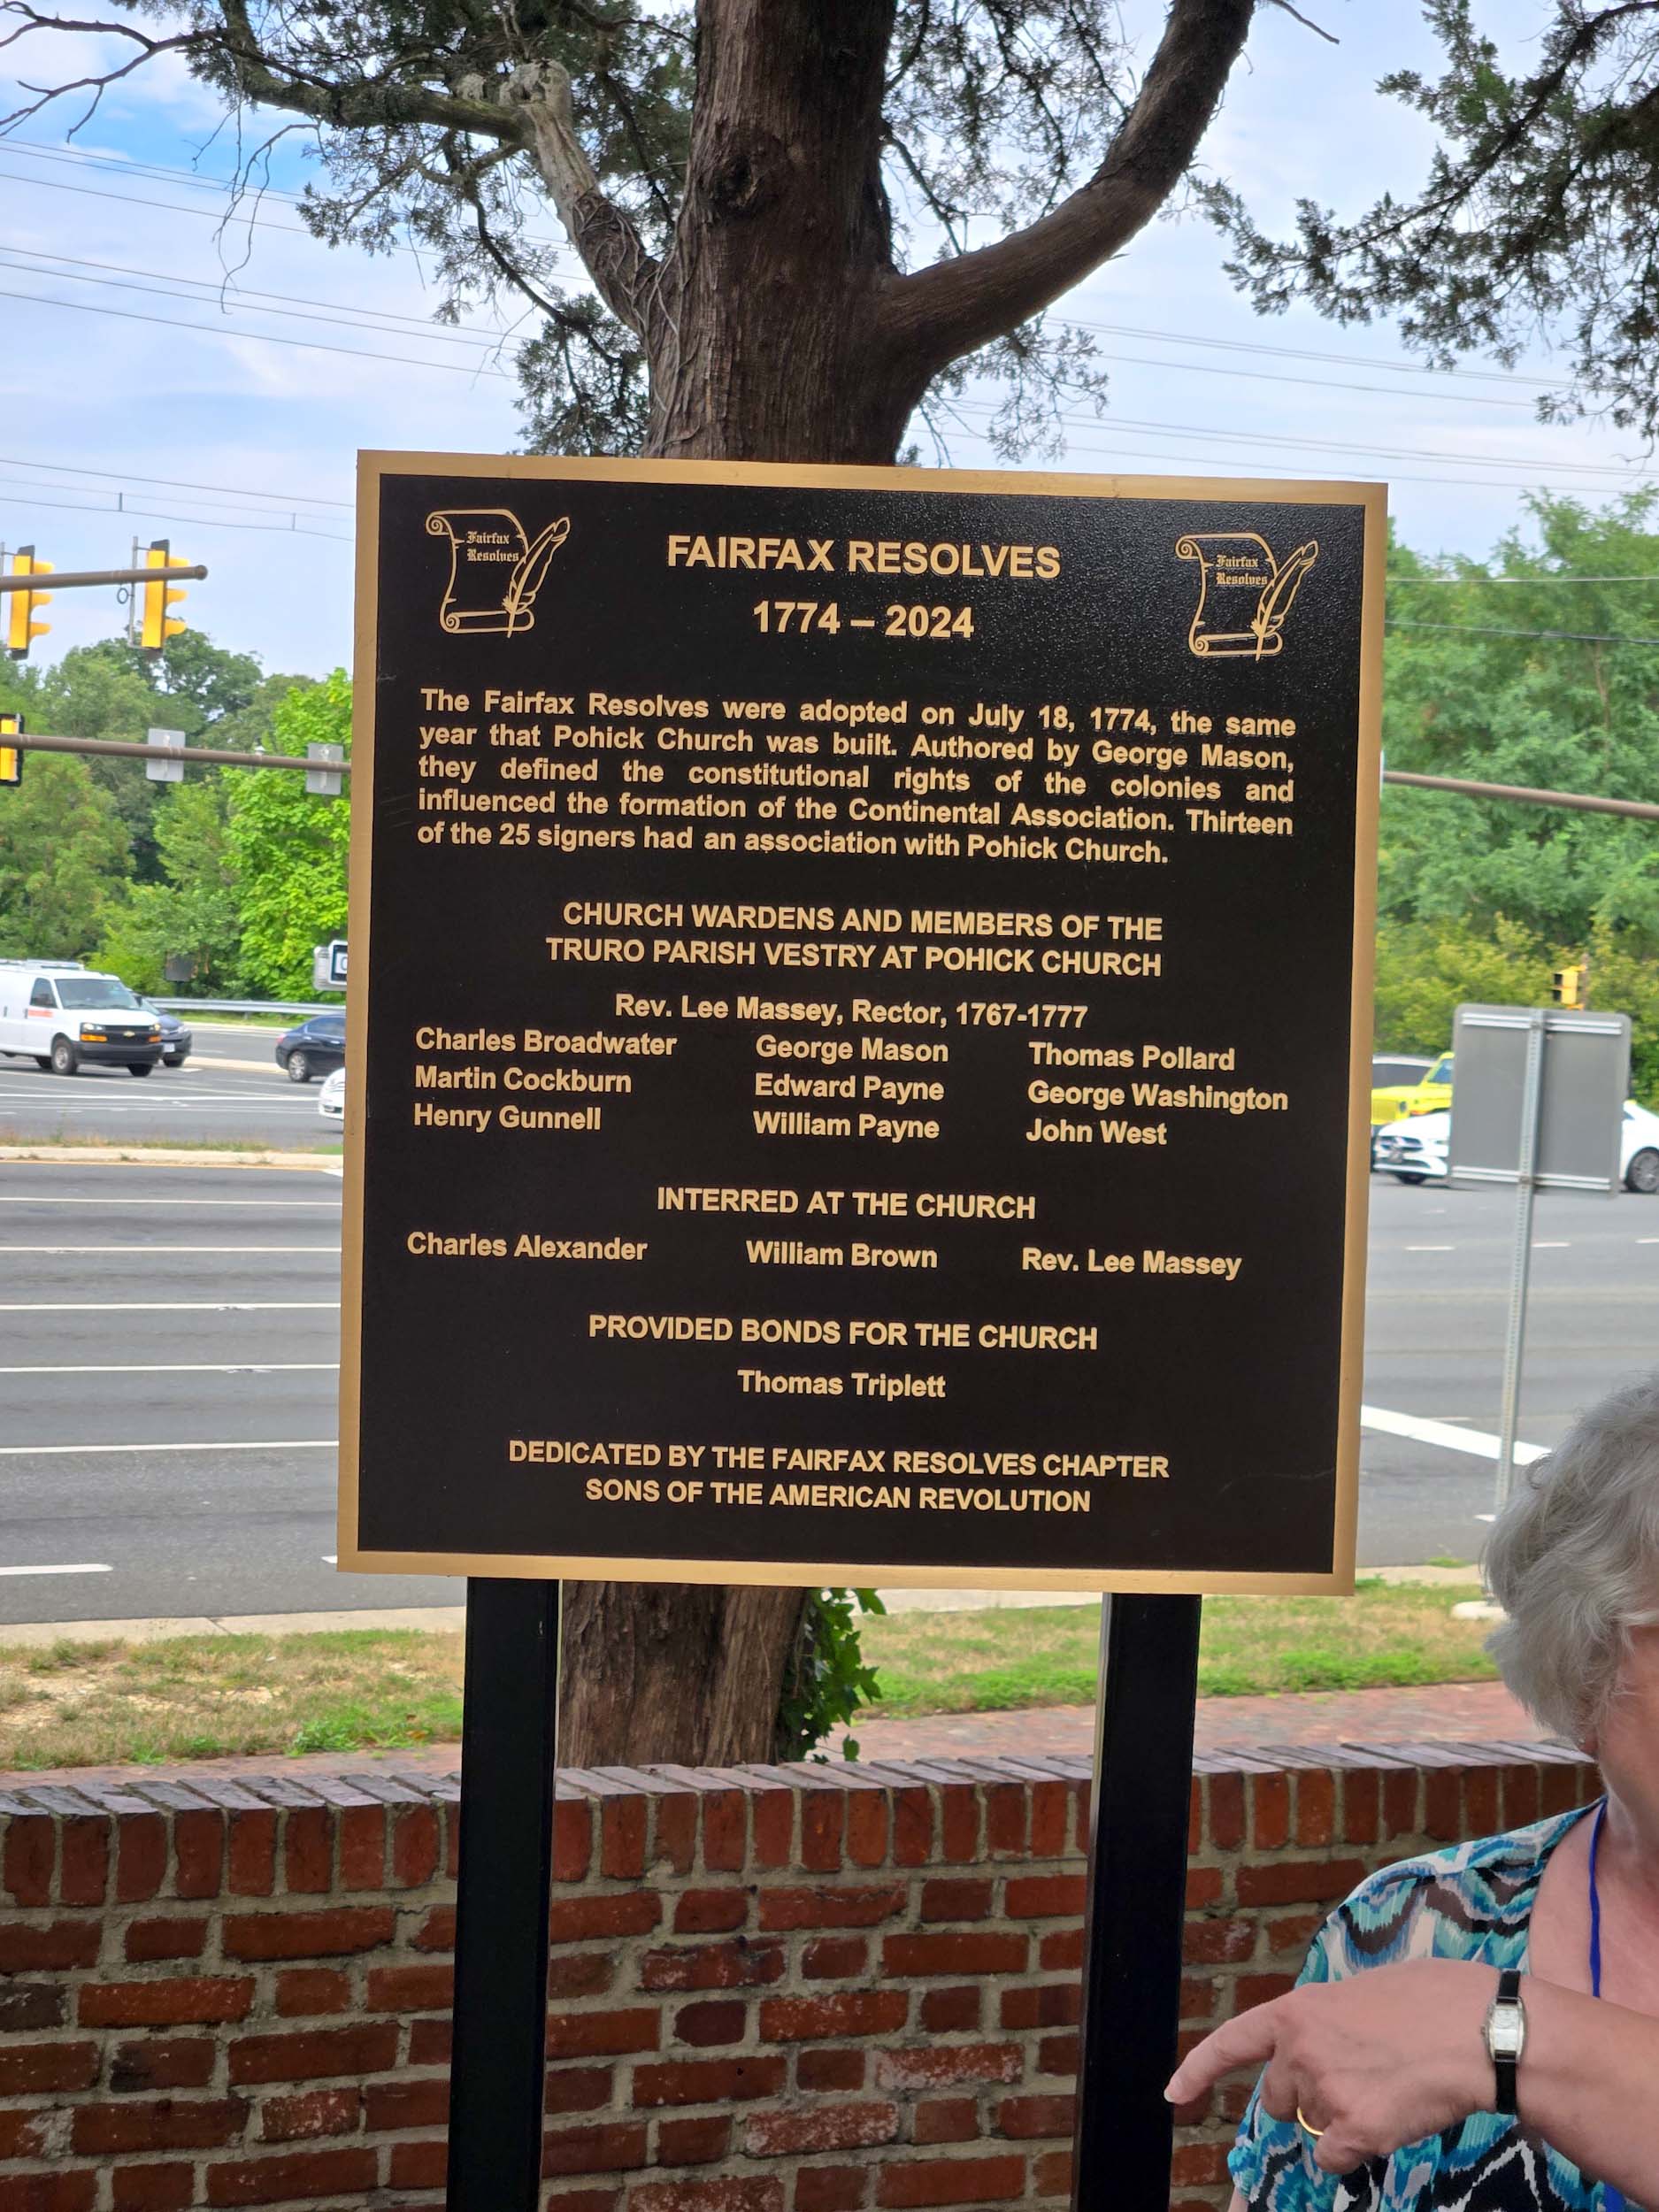 Fairfax
Resolves
FAIRFAX RESOLVES
1774 – 2024
Fairfax
Resolves
The Fairfax Resolves were adopted on July 18, 1774, the same
year that Pohick Church was built. Authored by George Mason,
they defined the constitutional rights of the colonies and
influenced the formation of the Continental Association. Thirteen
of the 25 signers had an association with Pohick Church.
CHURCH WARDENS AND MEMBERS OF THE
TRURO PARISH VESTRY AT POHICK CHURCH
Rev. Lee Massey, Rector, 1767-1777
Charles Broadwater George Mason Thomas Pollard
Martin Cockburn Edward Payne George Washington
Henry Gunnell William Payne John West
INTERRED AT THE CHURCH
Charles Alexander William Brown Rev. Lee Massey
PROVIDED BONDS FOR THE CHURCH
Thomas Triplett
DEDICATED BY THE FAIRFAX RESOLVES CHAPTER
SONS OF THE AMERICAN REVOLUTION